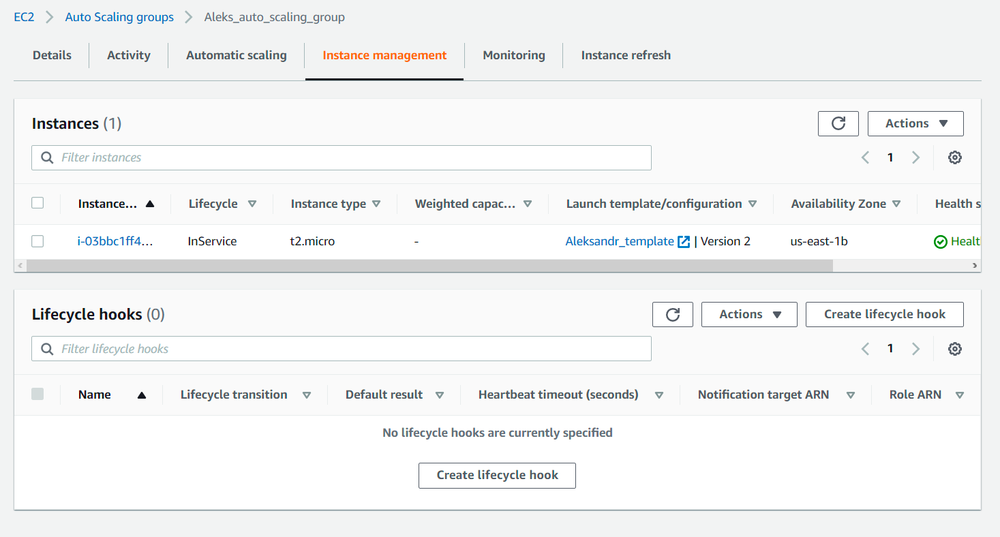 EC2 Auto Scaling groups Aleks_auto_scaling_group
Details Activity Automatic scaling Instance management Monitoring Instance refresh
Instances (1) Actions
Filter instances 1
Instance... Lifecycle Instance type Weighted capac... Launch template/configuration Availability Zone Health s
i-03bbc1ff4... InService t2.micro - Aleksandr_template | Version 2 us-east-1b Healt
Lifecycle hooks (0) Actions Create lifecycle hook
Filter lifecycle hooks 1
Name Lifecycle transition Default result Heartbeat timeout (seconds) Notification target ARN Role ARN
No lifecycle hooks are currently specified
Create lifecycle hook